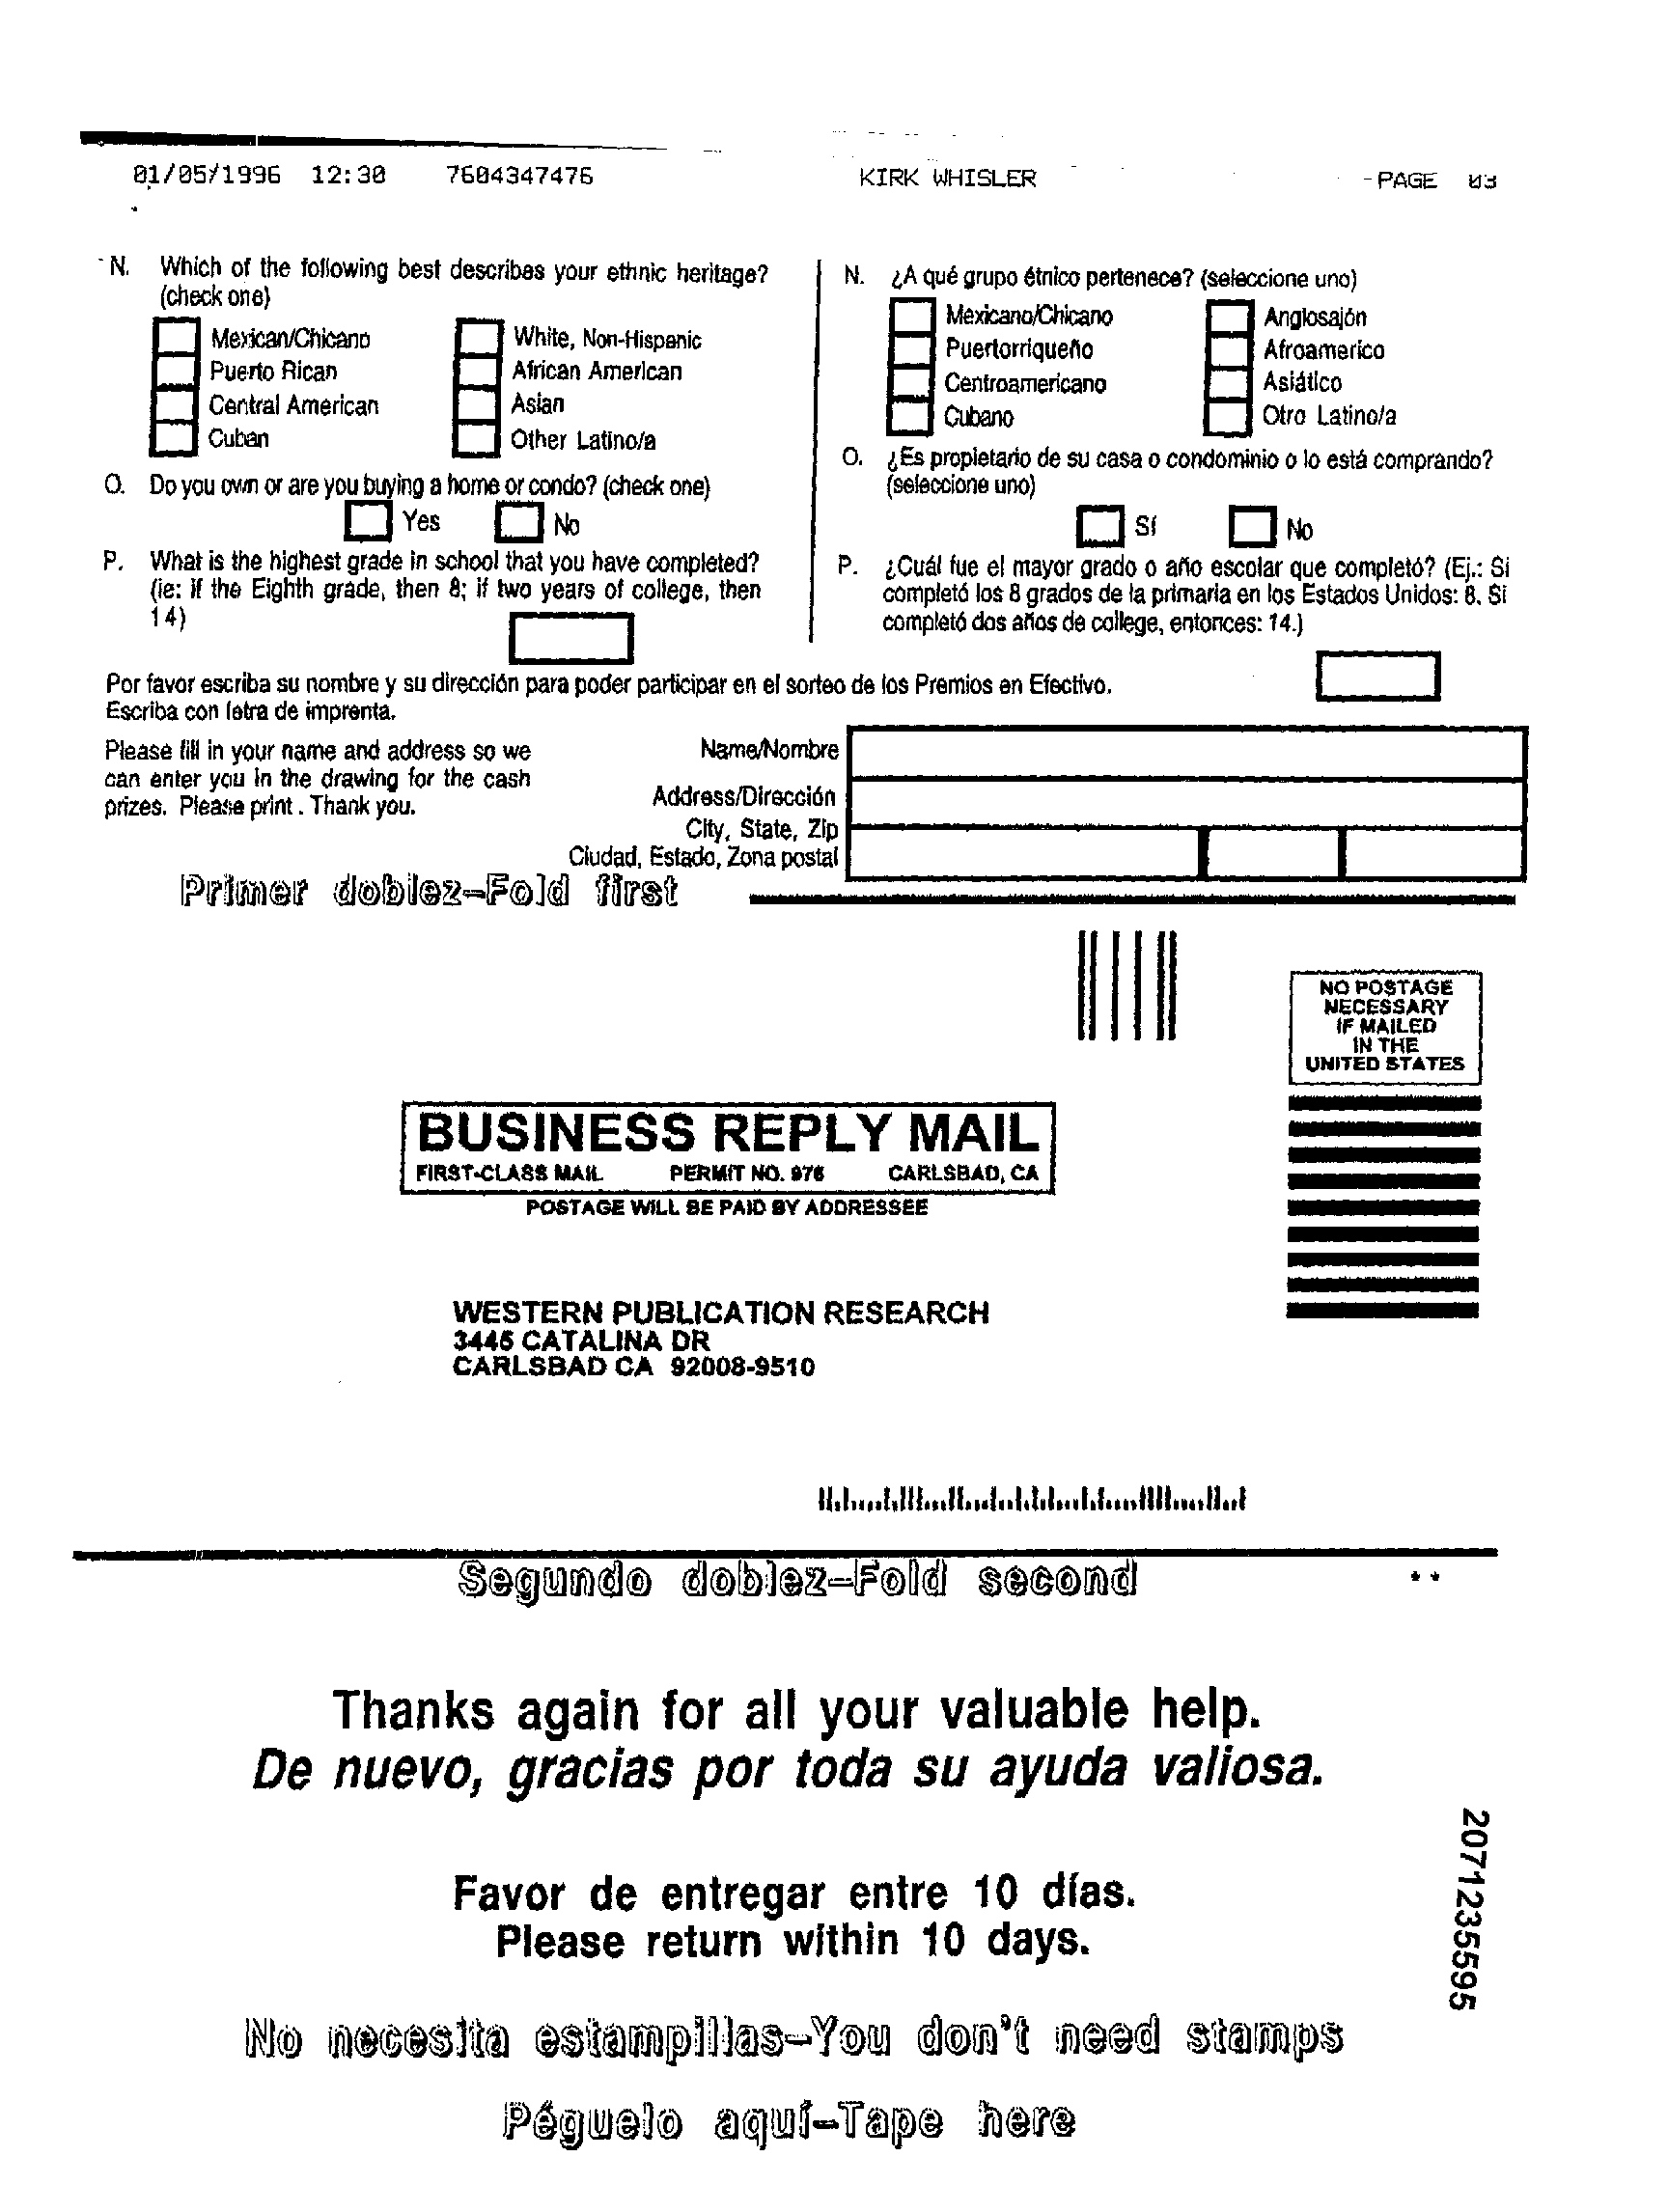 01/05/1996 12:30 7604347476 KIRK WHISLER PAGE 03
N. Which of the following best describes your ethnic heritage?
(check one)
Mexican/Chicano White, Non-Hispanic
Puerto Rican African American
Central American Asian
Cuban Other Latino/a
O. Do you own or are you buying a home or condo? (check one)
Yes No
P. What is the highest grade in school that you have completed?
(ie: if the Eighth grade, then 8; if two years of college, then
14)
N. ¿A qué grupo étnico pertenece? (seleccione uno)
Mexicano/Chicano Anglosajón
Puertorriqueño Afroamerico
Centroamericano Asiático
Cubano Otro Latino/a
O. ¿Es propietario de su casa o condominio o lo está comprando?
(seleccione uno)
Sí No
P. ¿Cuál fue el mayor grado o año escolar que completó? (Ej.: Si
completó los 8 grados de la primaria en los Estados Unidos: 8. Si
completó dos años de college, entonces: 14.)
Por favor escriba su nombre y su dirección para poder participar en el sorteo de los Premios en Efectivo.
Escriba con letra de imprenta.
Please fill in your name and address so we
can enter you in the drawing for the cash
prizes. Please print . Thank you.
Name/Nombre
Address/Dirección
City, State, Zip
Ciudad, Estado, Zona postal
Primer doblez-Fold first
NO POSTAGE
NECESSARY
IF MAILED
IN THE
UNITED STATES
BUSINESS REPLY MAIL
FIRST-CLASS MAIL PERMIT NO. 976 CARLSBAD, CA
POSTAGE WILL BE PAID BY ADDRESSEE
WESTERN PUBLICATION RESEARCH
3445 CATALINA DR
CARLSBAD CA 92008-9510
Segundo doblez-Fold second
Thanks again for all your valuable help.
De nuevo, gracias por toda su ayuda valiosa.
Favor de entregar entre 10 días.
Please return within 10 days.
2071235595
No necesita estampillas-You don't need stamps
Péguelo aquí-Tape here